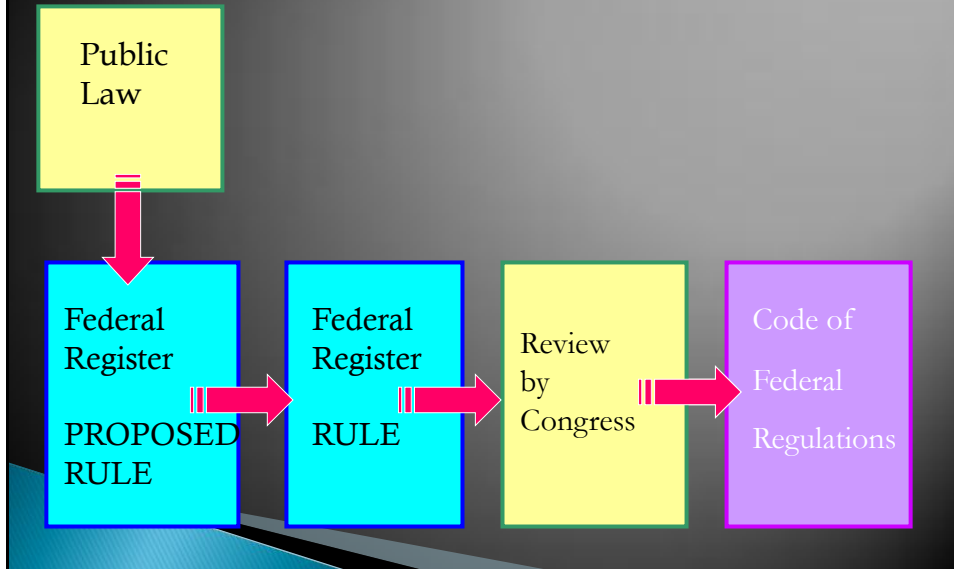 Public
Law
Federal
Register
PROPOSED
RULE
Federal
Register
RULE
Review
by
Congress
Code of
Federal
Regulations